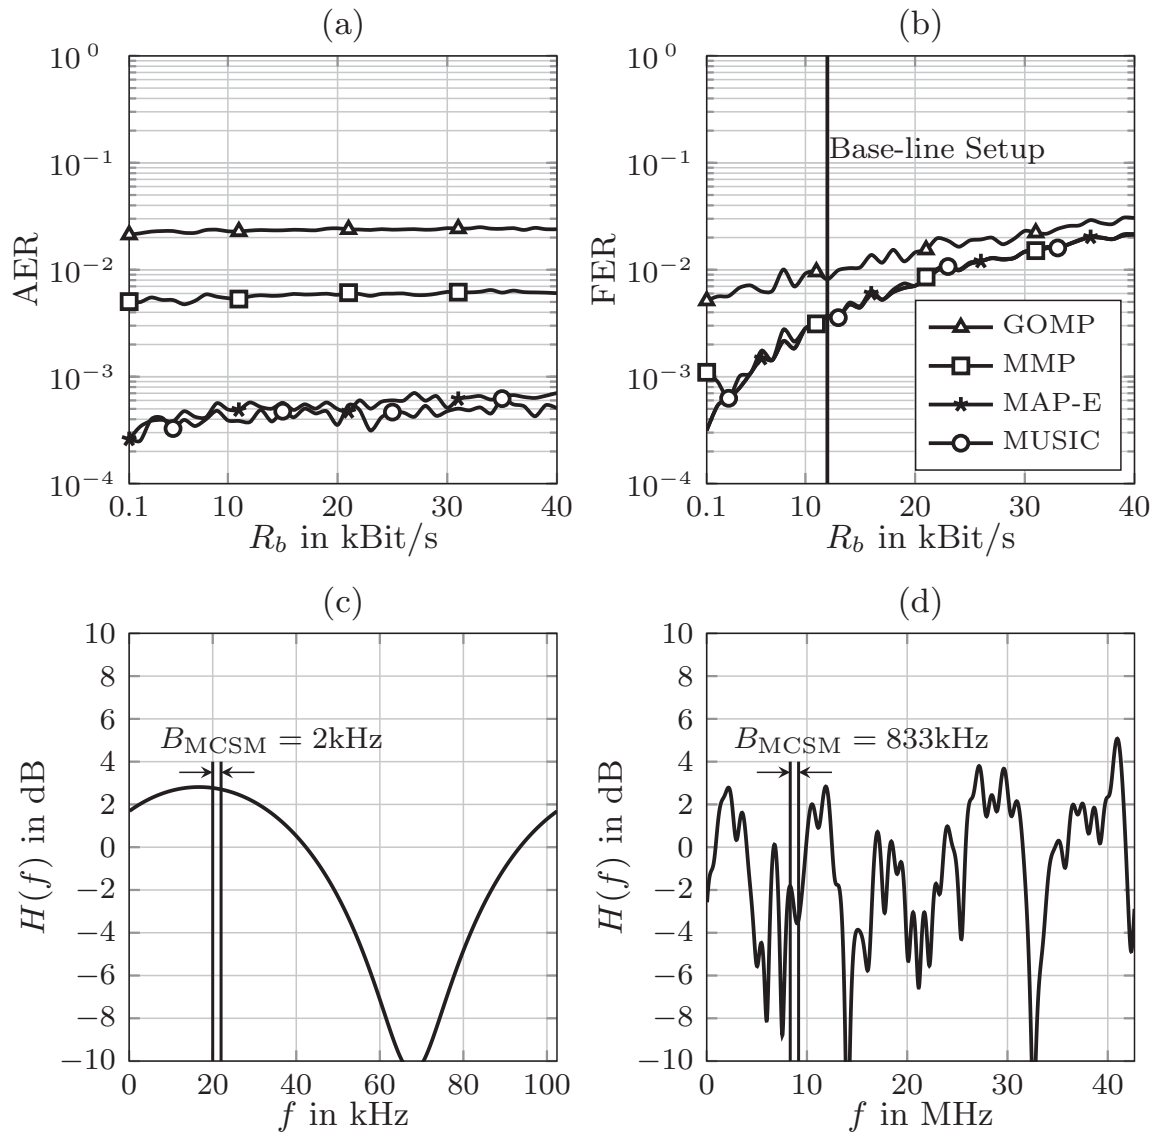 (a)
10^0
10^−1
10^−2
10^−3
10^−4
AER
0.1 10 20 30 40
R_b in kBit/s
(b)
10^0
10^−1
10^−2
10^−3
10^−4
FER
Base-line Setup
GOMP
MMP
MAP-E
MUSIC
0.1 10 20 30 40
R_b in kBit/s
(c)
10
8
6
4
2
0
−2
−4
−6
−8
−10
H(f) in dB
B_MCSM = 2kHz
0 20 40 60 80 100
f in kHz
(d)
10
8
6
4
2
0
−2
−4
−6
−8
−10
H(f) in dB
B_MCSM = 833kHz
0 10 20 30 40
f in MHz